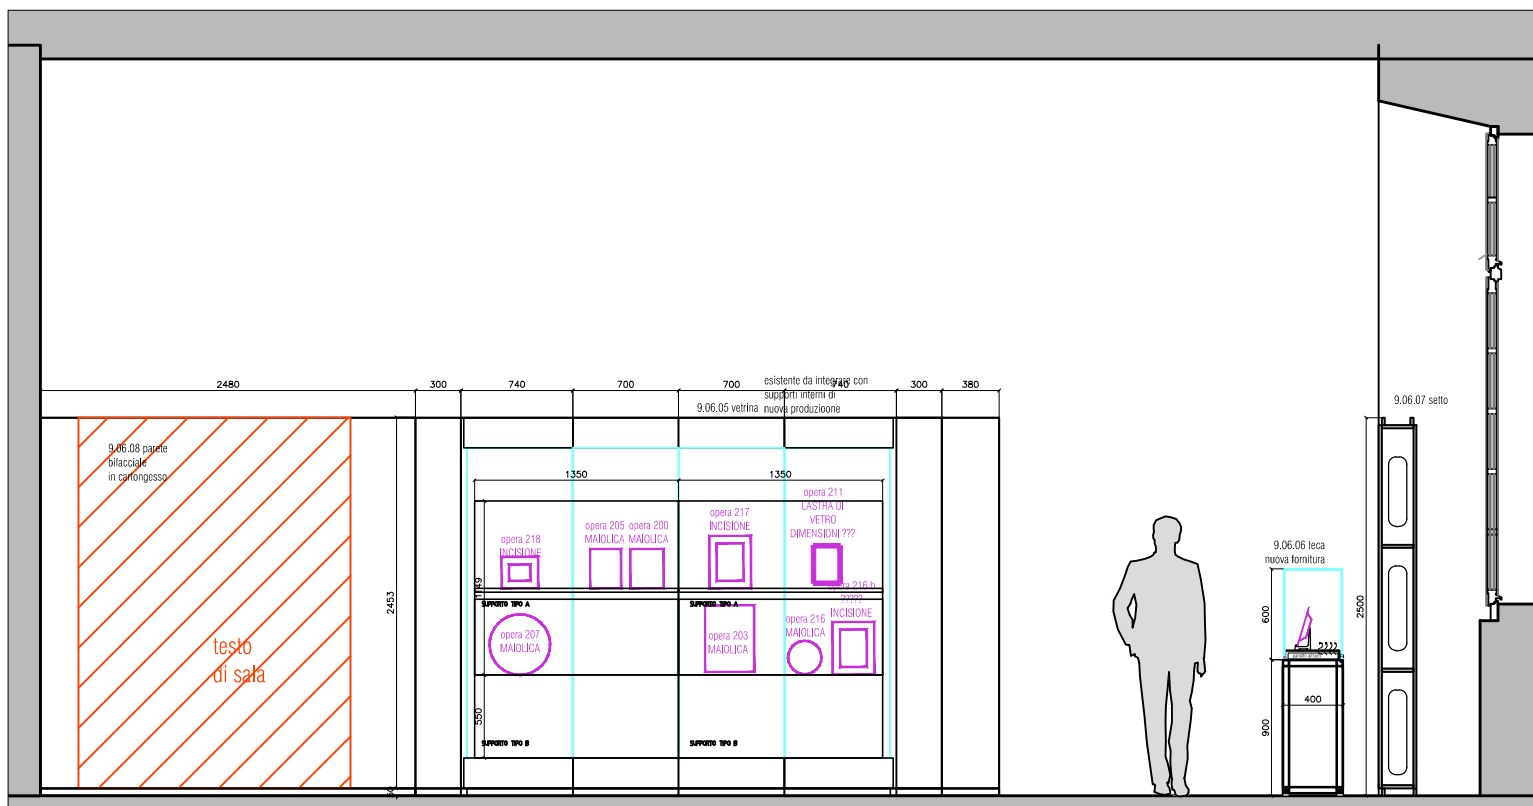 2480
300
740
700
700
740
300
380
esistente da integrare con
supporti interni di
nuova produzioone
9.06.05 vetrina
9.06.07 setto
9.06.08 parete
bifacciale
in cartongesso
1350
1350
opera 211
LASTRA DI
VETRO
DIMENSIONI ???
opera 217
INCISIONE
opera 205
MAIOLICA
opera 200
MAIOLICA
opera 218
INCISIONE
9.06.06 teca
nuova fornitura
opera 216 b
?????
INCISIONE
1049
SUPPORTO TIPO A
SUPPORTO TIPO A
2453
600
2500
opera 207
MAIOLICA
opera 203
MAIOLICA
opera 216
MAIOLICA
testo
di sala
400
550
900
SUPPORTO TIPO B
SUPPORTO TIPO B